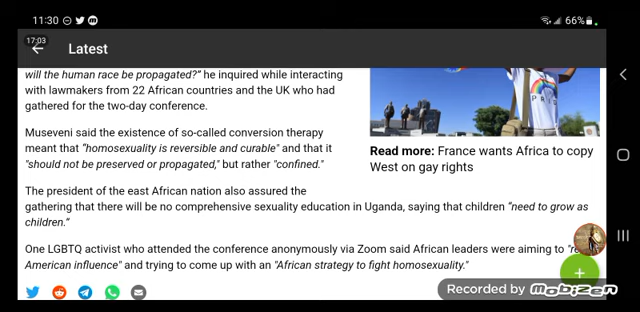 11:30
66%
17:03
Latest
will the human race be propagated?" he inquired while interacting
with lawmakers from 22 African countries and the UK who had
gathered for the two-day conference.
PRIDE
Read more: France wants Africa to copy
West on gay rights
Museveni said the existence of so-called conversion therapy
meant that "homosexuality is reversible and curable" and that it
"should not be preserved or propagated," but rather "confined."
The president of the east African nation also assured the
gathering that there will be no comprehensive sexuality education in Uganda, saying that children "need to grow as
children."
One LGBTQ activist who attended the conference anonymously via Zoom said African leaders were aiming to
American influence" and trying to come up with an "African strategy to fight homosexuality."
Recorded by Mobizen